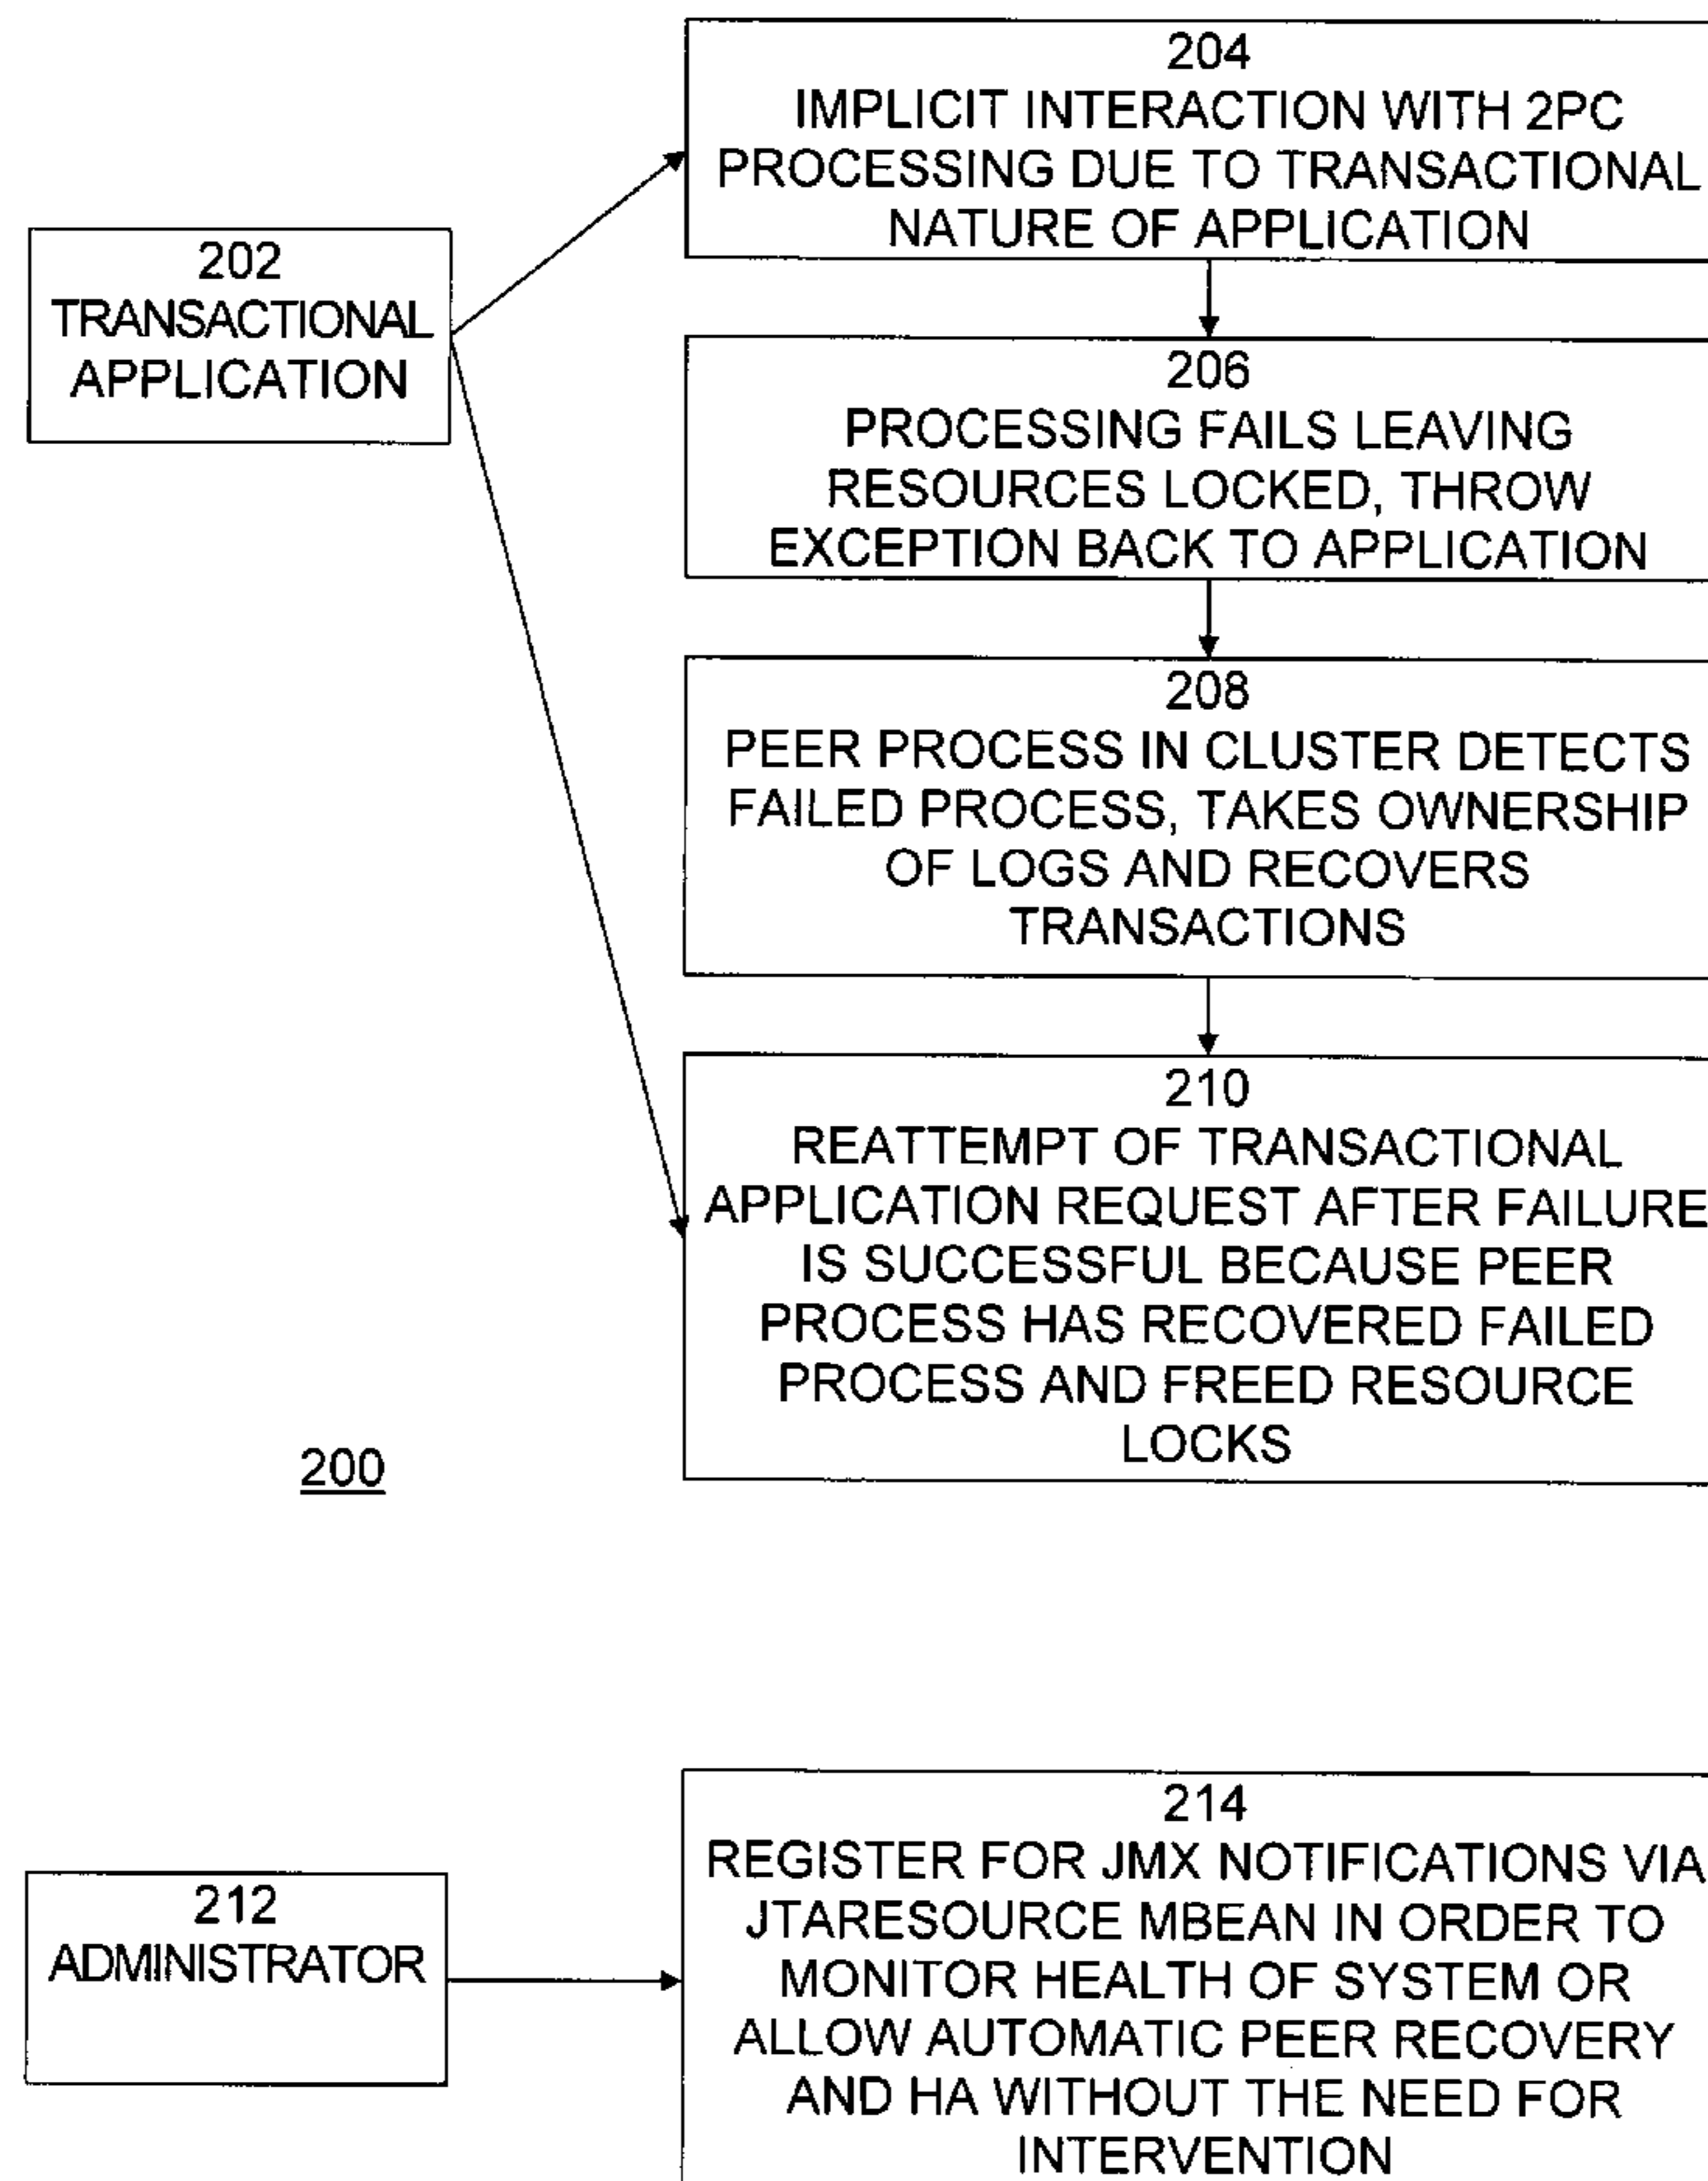 204
IMPLICIT INTERACTION WITH 2PC
PROCESSING DUE TO TRANSACTIONAL
NATURE OF APPLICATION
202
TRANSACTIONAL
APPLICATION
206
PROCESSING FAILS LEAVING
RESOURCES LOCKED, THROW
EXCEPTION BACK TO APPLICATION
208
PEER PROCESS IN CLUSTER DETECTS
FAILED PROCESS, TAKES OWNERSHIP
OF LOGS AND RECOVERS
TRANSACTIONS
210
REATTEMPT OF TRANSACTIONAL
APPLICATION REQUEST AFTER FAILURE
IS SUCCESSFUL BECAUSE PEER
PROCESS HAS RECOVERED FAILED
PROCESS AND FREED RESOURCE
LOCKS
200
214
REGISTER FOR JMX NOTIFICATIONS VIA
JTARESOURCE MBEAN IN ORDER TO
MONITOR HEALTH OF SYSTEM OR
ALLOW AUTOMATIC PEER RECOVERY
AND HA WITHOUT THE NEED FOR
INTERVENTION
212
ADMINISTRATOR